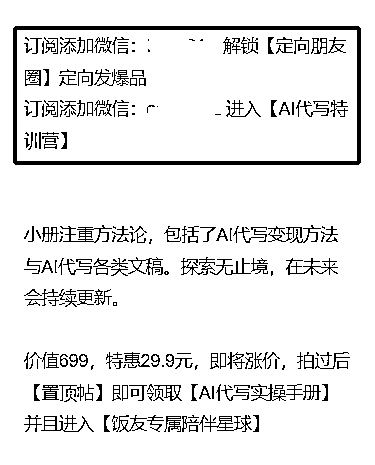 订阅添加微信：解锁【定向朋友
圈】定向发爆品
订阅添加微信：进入【AI代写特
训营】
小册注重方法论，包括了AI代写变现方法
与AI代写各类文稿。探索无止境，在未来
会持续更新。
价值699，特惠29.9元，即将涨价，拍过后
【置顶帖】即可领取【AI代写实操手册】
并且进入【饭友专属陪伴星球】